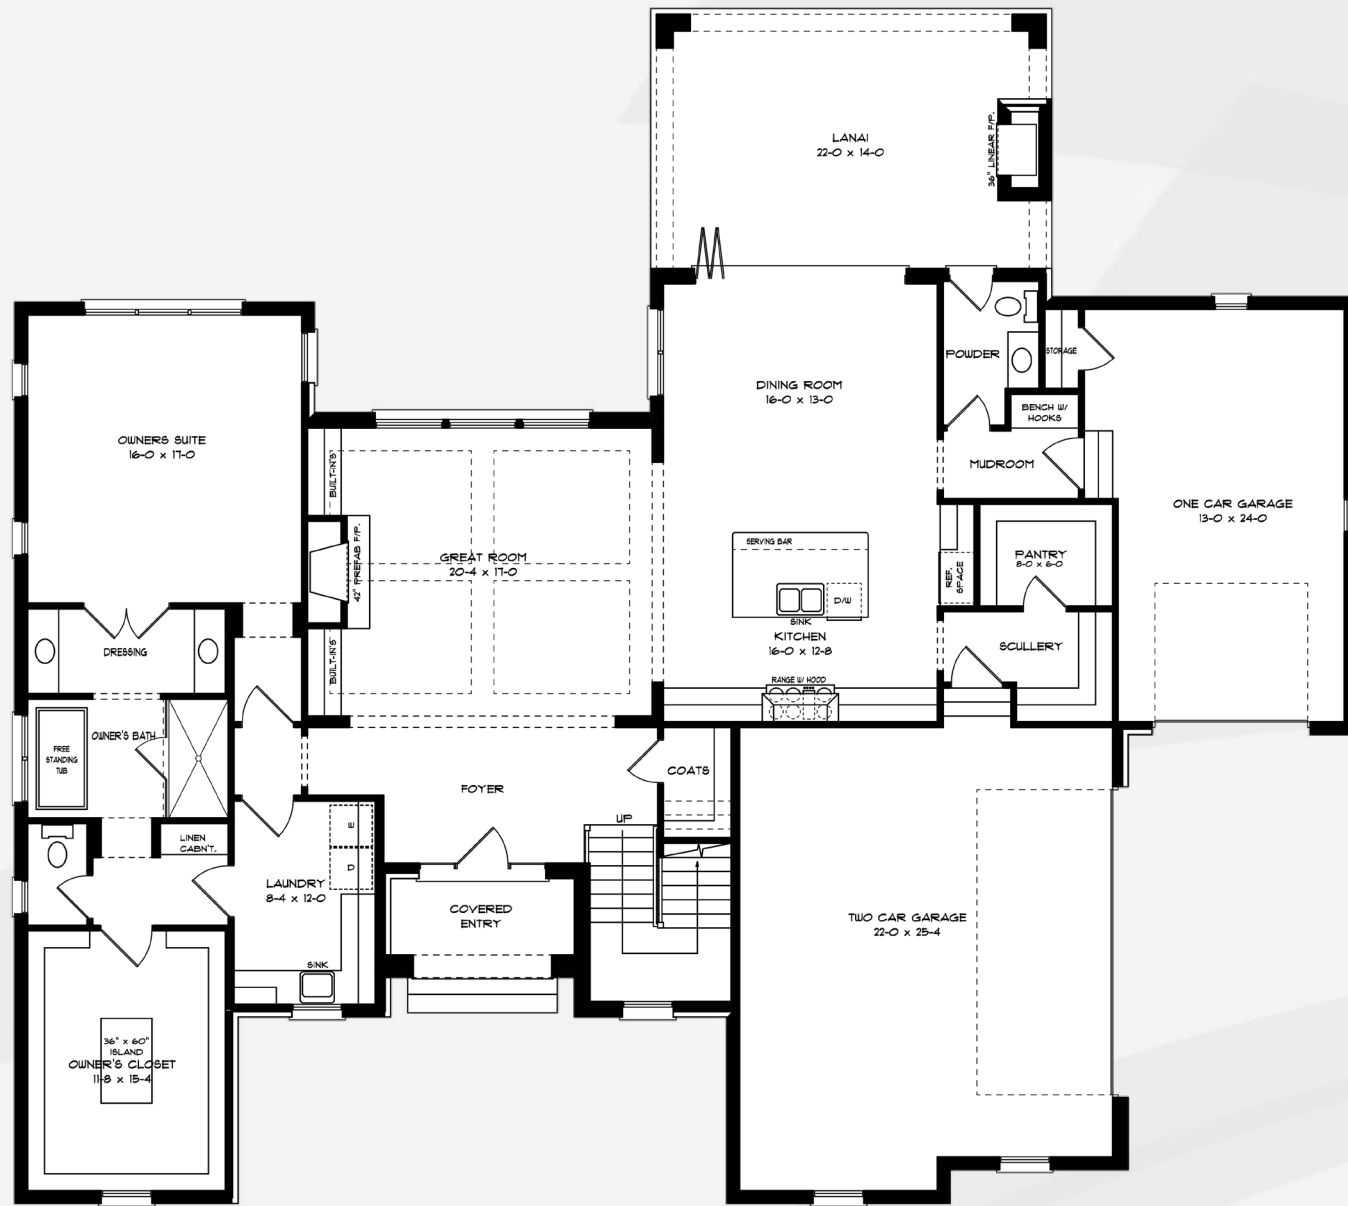 LANAI
22-0 x 14-0
36" LINEAR F/P.
POWDER
STORAGE
DINING ROOM
16-0 x 13-0
BENCH W/
HOOKS
MUDROOM
OWNERS SUITE
16-0 x 17-0
BUILT-IN'S
ONE CAR GARAGE
13-0 x 24-0
GREAT ROOM
20-4 x 17-0
42" PREFAB F/P.
SERVING BAR
D/W
SINK
KITCHEN
16-0 x 12-8
REF.
SPACE
PANTRY
8-0 x 6-0
SCULLERY
DRESSING
BUILT-IN'S
RANGE W/ HOOD
OWNER'S BATH
FREE
STANDING
TUB
COATS
FOYER
UP
LINEN
CABN'T.
E
D
LAUNDRY
8-4 x 12-0
COVERED
ENTRY
TWO CAR GARAGE
22-0 x 25-4
SINK
36" x 60"
ISLAND
OWNER'S CLOSET
11-8 x 15-4